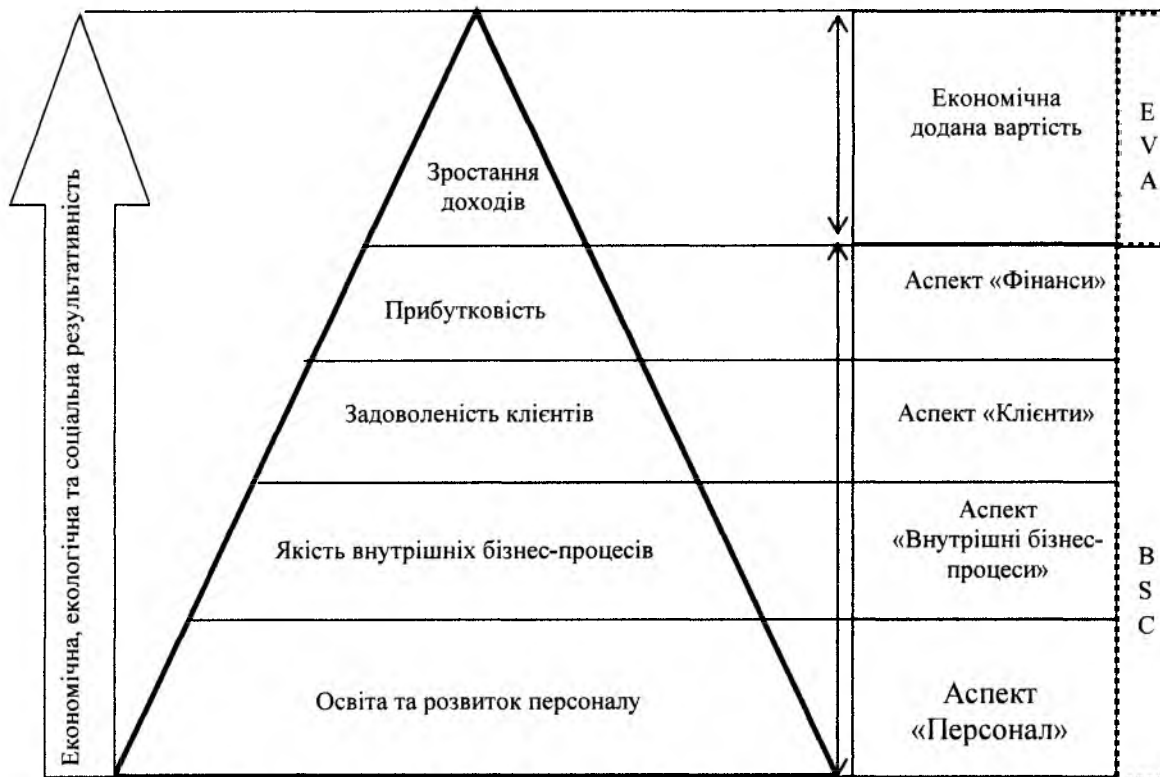 Економічна, екологічна та соціальна результативність
Зростання
доходів
Економічна
додана вартість
E
V
A
Прибутковість
Аспект «Фінанси»
Задоволеність клієнтів
Аспект «Клієнти»
Якість внутрішніх бізнес-процесів
Аспект
«Внутрішні бізнес-
процеси»
B
S
C
Освіта та розвиток персоналу
Аспект
«Персонал»